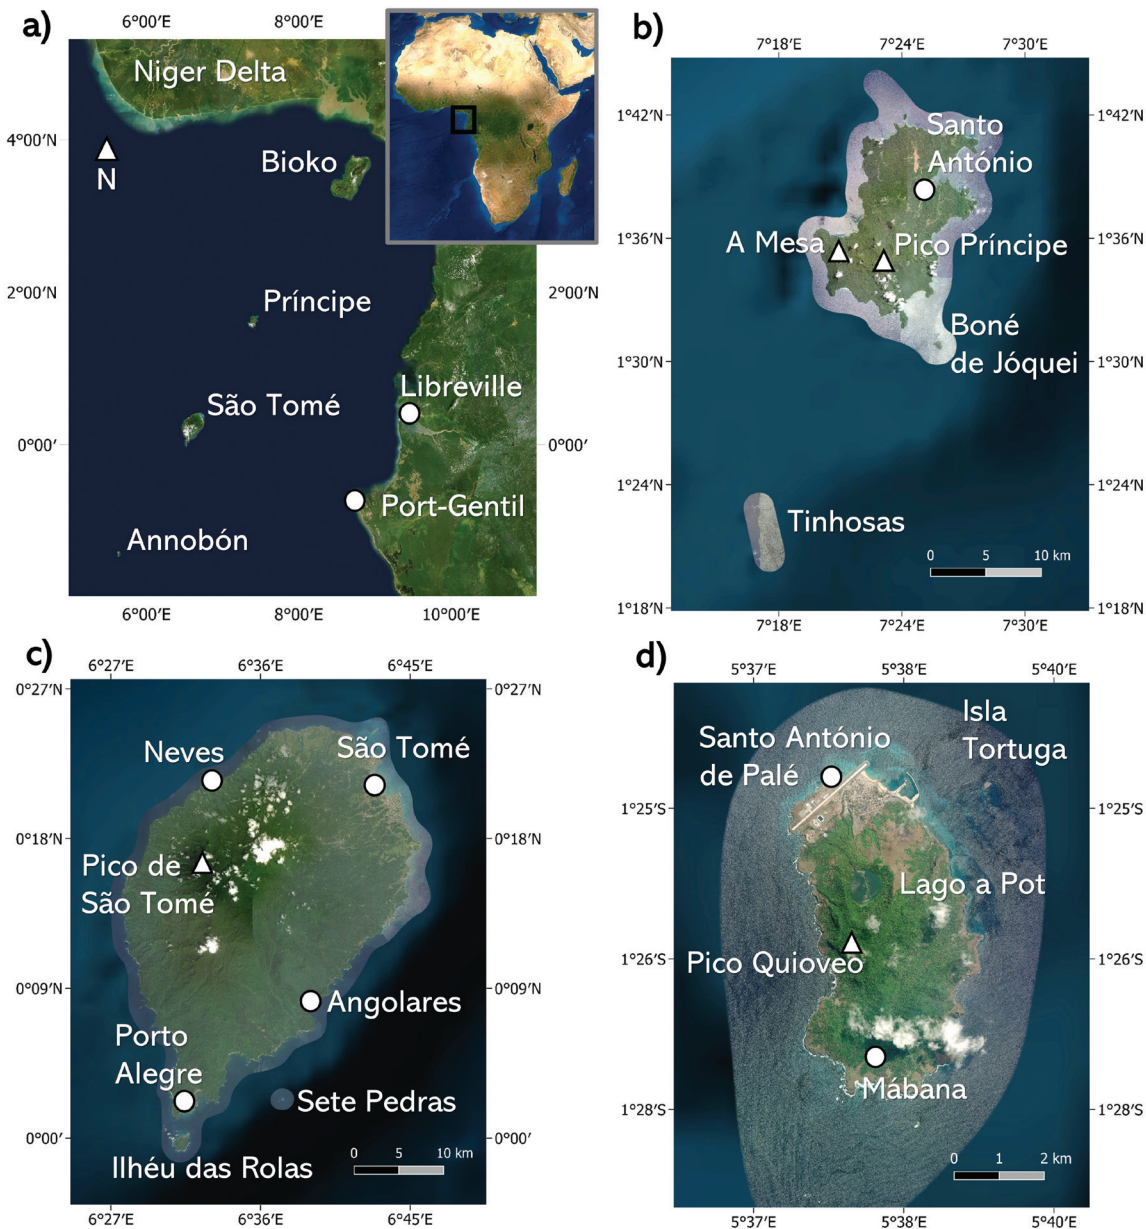 a)
6°00′E 8°00′E
Niger Delta
4°00′N
N
Bioko
2°00′N
Príncipe
2°00′N
São Tomé
Libreville
0°00′
0°00′
Port-Gentil
Annobón
6°00′E 8°00′E 10°00′E
b)
7°18′E 7°24′E 7°30′E
1°42′N
1°42′N
Santo
António
1°36′N
A Mesa
Pico Príncipe
1°36′N
Boné
de Jóquei
1°30′N
1°30′N
1°24′N
1°24′N
Tinhosas
0 5 10 km
1°18′N
1°18′N
7°18′E 7°24′E 7°30′E
c)
6°27′E 6°36′E 6°45′E
0°27′N
0°27′N
Neves
São Tomé
0°18′N
0°18′N
Pico de
São Tomé
0°09′N
0°09′N
Angolares
Porto
Alegre
Sete Pedras
0°00′
0°00′
Ilhéu das Rolas
0 5 10 km
6°27′E 6°36′E 6°45′E
d)
5°37′E 5°38′E 5°40′E
Isla
Tortuga
Santo António
de Palé
1°25′S
1°25′S
Lago a Pot
Pico Quioveo
1°26′S
1°26′S
Mábana
1°28′S
1°28′S
0 1 2 km
5°37′E 5°38′E 5°40′E